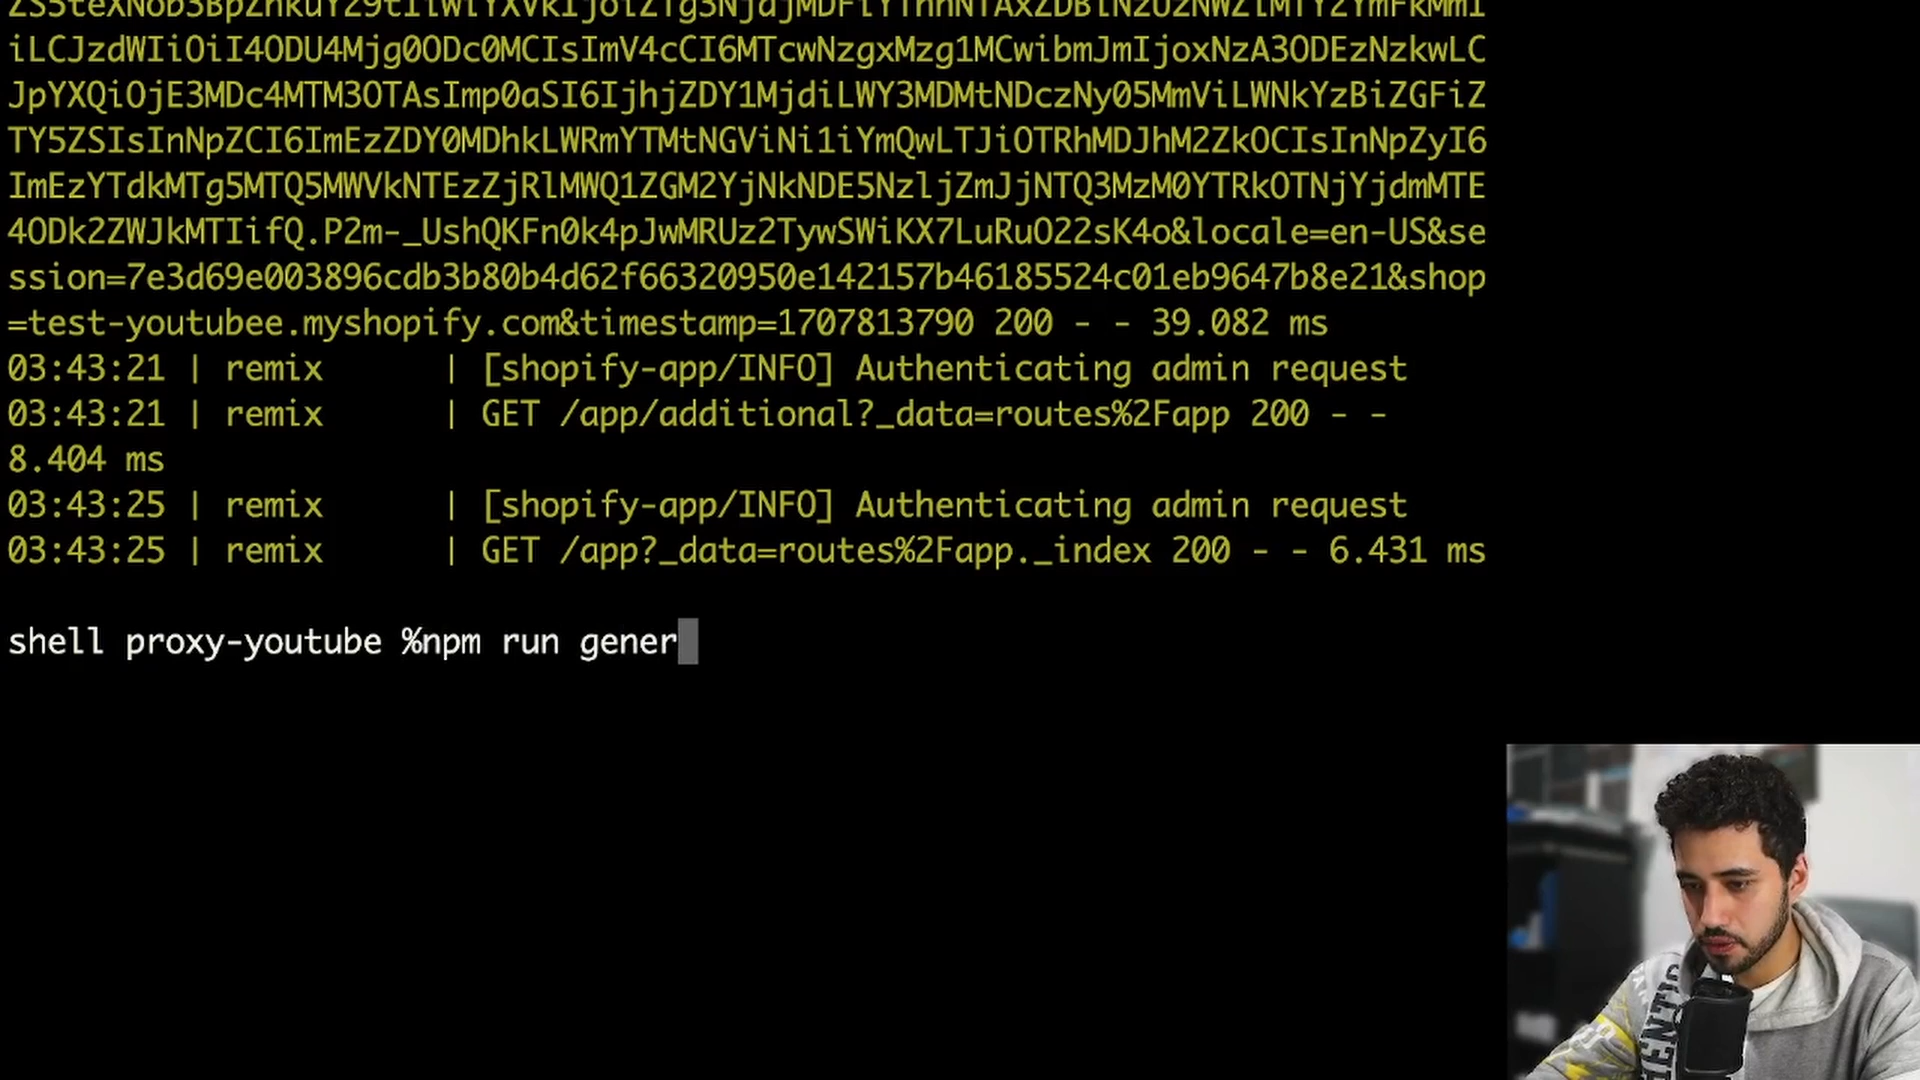 iLCJzdWIiOiI4ODU4Mjg0ODc0MCIsImV4cCI6MTcwNzgxMzg1MCwibmJmIjoxNzA3ODEzNzkwLC
JpYXQiOjE3MDc4MTM3OTAsImp0aSI6IjhjZDY1MjdiLWY3MDMtNDczNy05MmViLWNkYzBiZGFiZ
TY5ZSIsInNpZCI6ImEzZDY0MDhkLWRmYTMtNGViNi1iYmQwLTJiOTRhMDJhM2ZkOCIsInNpZyI6
ImEzYTdkMTg5MTQ5MWVkNTEzZjRlMWQ1ZGM2YjNkNDE5NzljZmJjNTQ3MzM0YTRkOTNjYjdmMTE
4ODk2ZWJkMTIifQ.P2m-_UshQKFn0k4pJwMRUz2TywSWiKX7LuRuO22sK4o&locale=en-US&se
ssion=7e3d69e003896cdb3b80b4d62f66320950e142157b46185524c01eb9647b8e21&shop
=test-youtubee.myshopify.com&timestamp=1707813790 200 - - 39.082 ms
03:43:21 | remix | [shopify-app/INFO] Authenticating admin request
03:43:21 | remix | GET /app/additional?_data=routes%2Fapp 200 - -
8.404 ms
03:43:25 | remix | [shopify-app/INFO] Authenticating admin request
03:43:25 | remix | GET /app?_data=routes%2Fapp._index 200 - - 6.431 ms
shell proxy-youtube %npm run gener